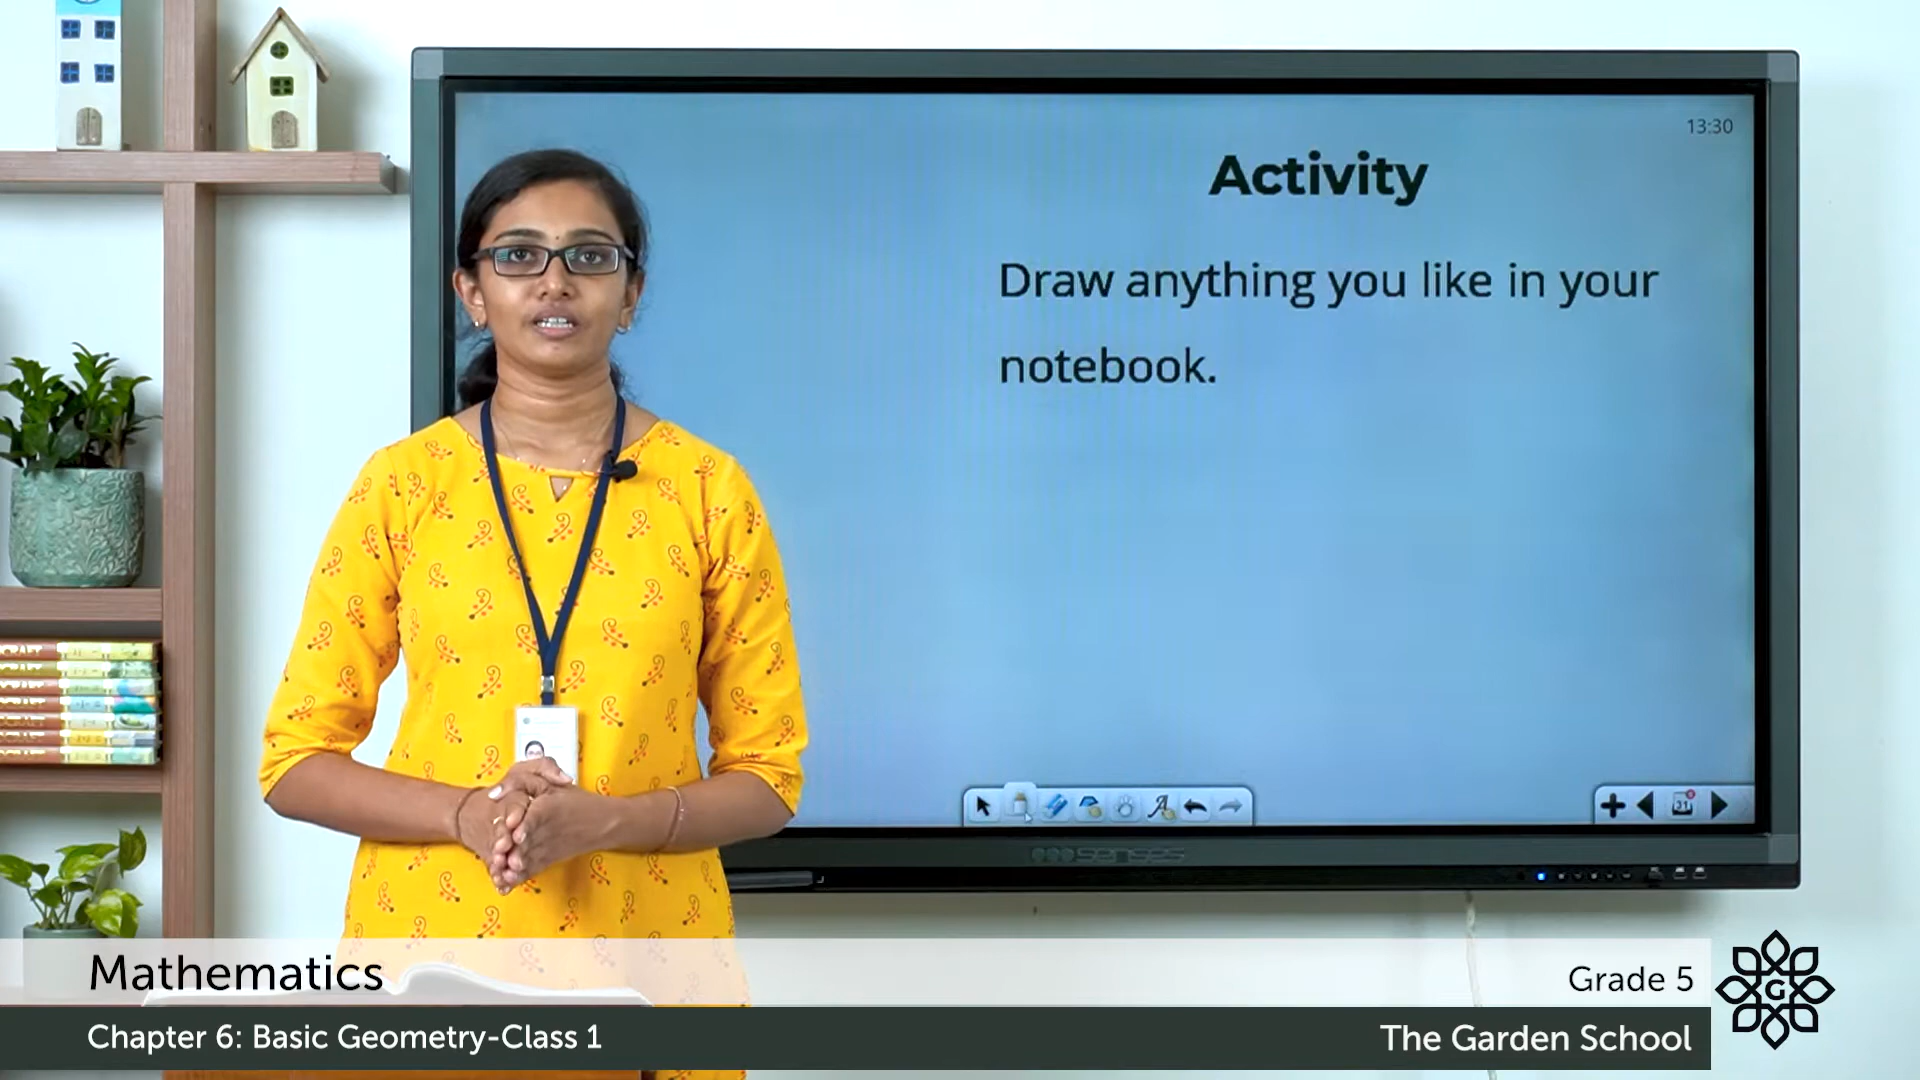 13:30
Activity
Draw anything you like in your
notebook.
senses
Mathematics
Grade 5
Chapter 6: Basic Geometry-Class 1
The Garden School
G